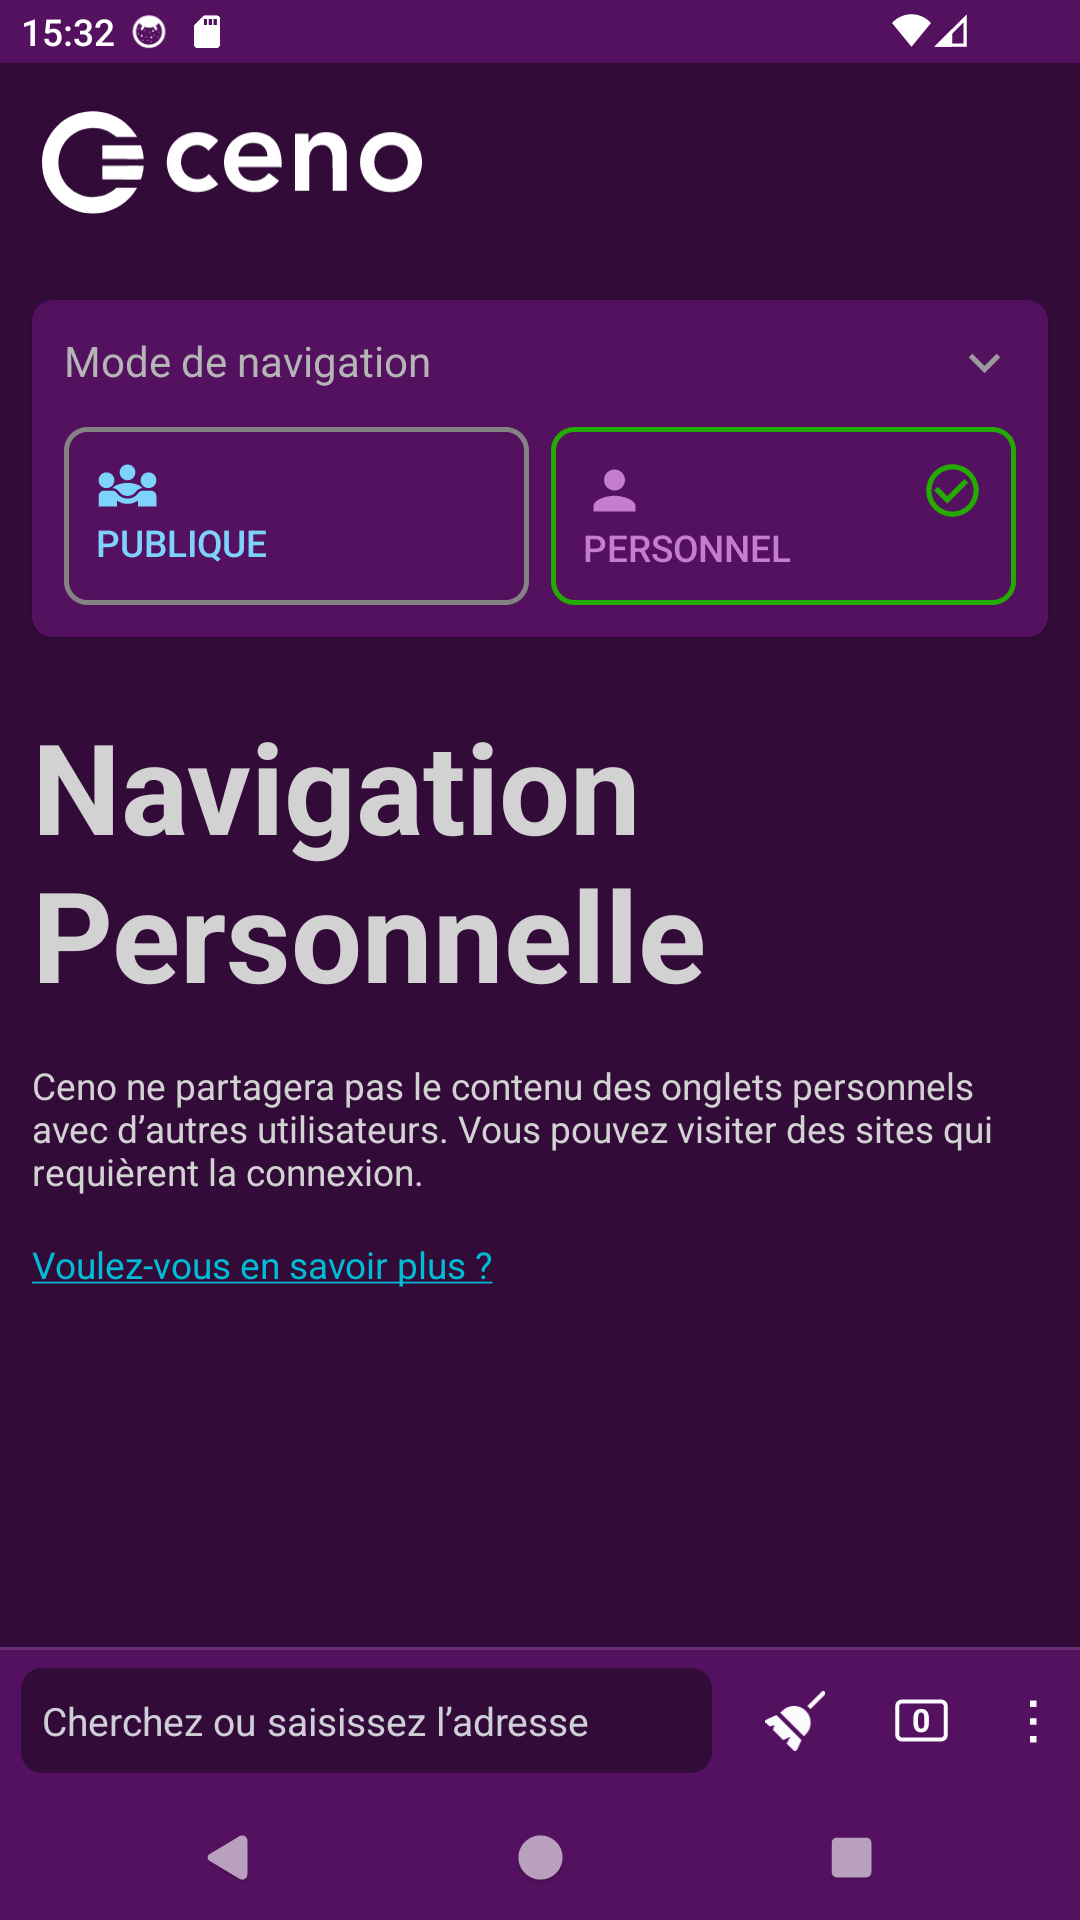 15:32
ceno
Mode de navigation
PUBLIQUE
PERSONNEL
Navigation
Personnelle
Ceno ne partagera pas le contenu des onglets personnels
avec d’autres utilisateurs. Vous pouvez visiter des sites qui
requièrent la connexion.
Voulez-vous en savoir plus ?
Cherchez ou saisissez l’adresse
0